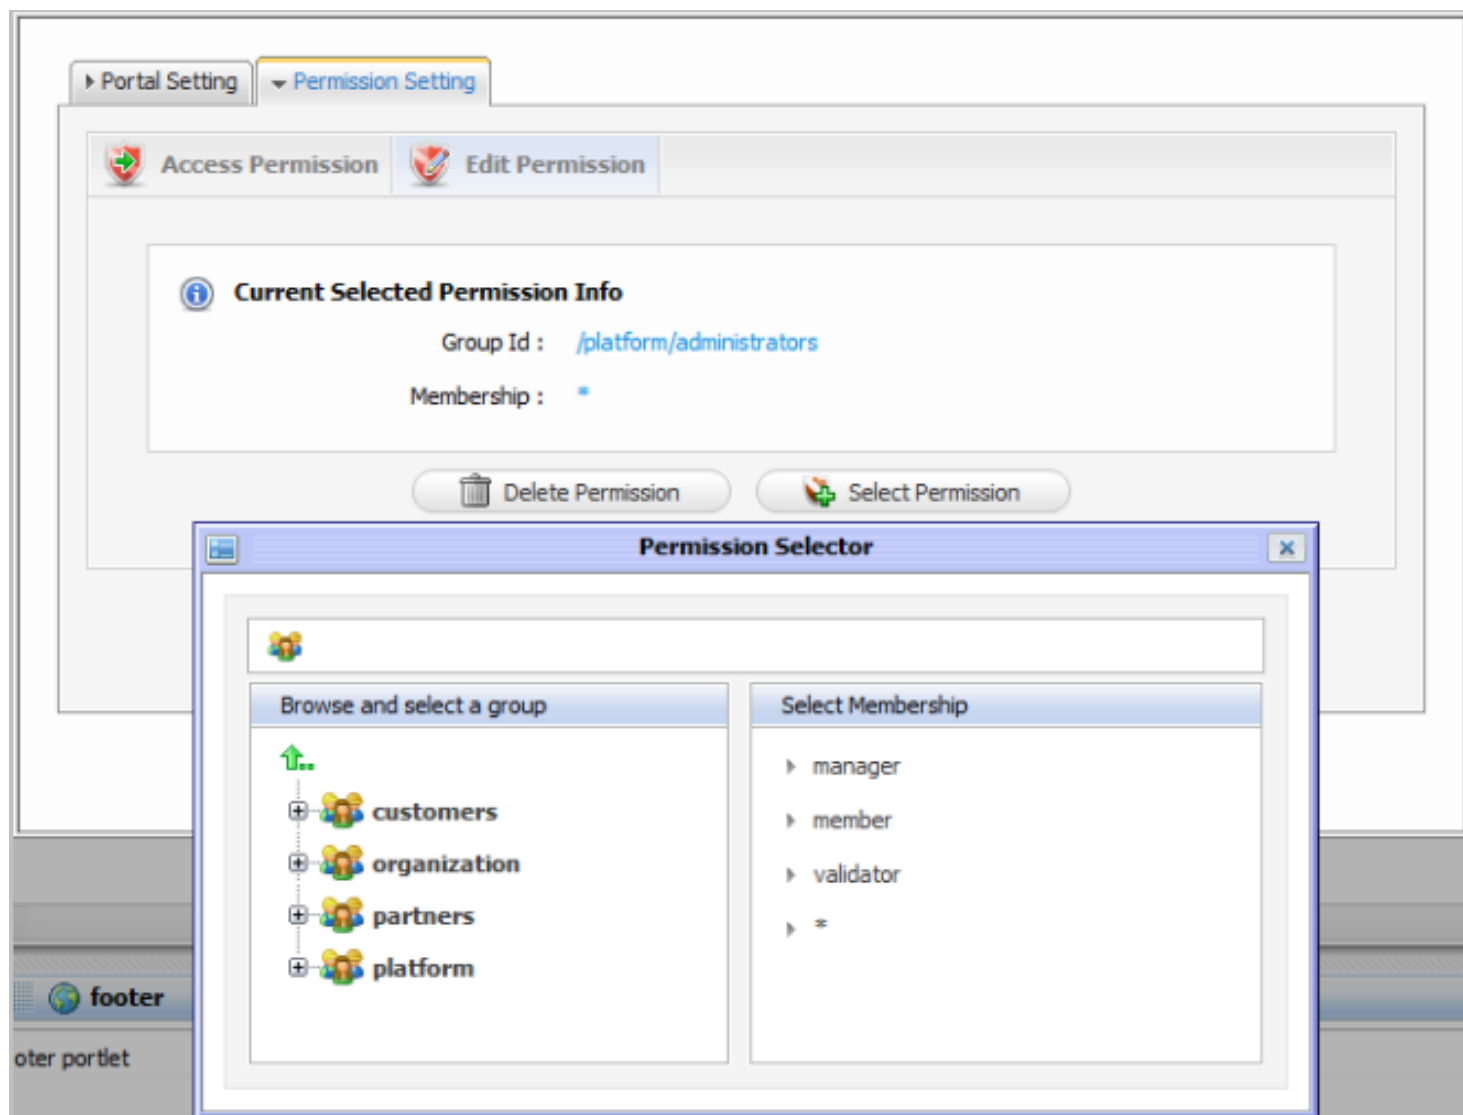 Portal Setting
Permission Setting
Access Permission
Edit Permission
Current Selected Permission Info
Group Id : /platform/administrators
Membership : *
Delete Permission
Select Permission
Permission Selector
Browse and select a group
Select Membership
customers
organization
partners
platform
manager
member
validator
*
footer
oter portlet